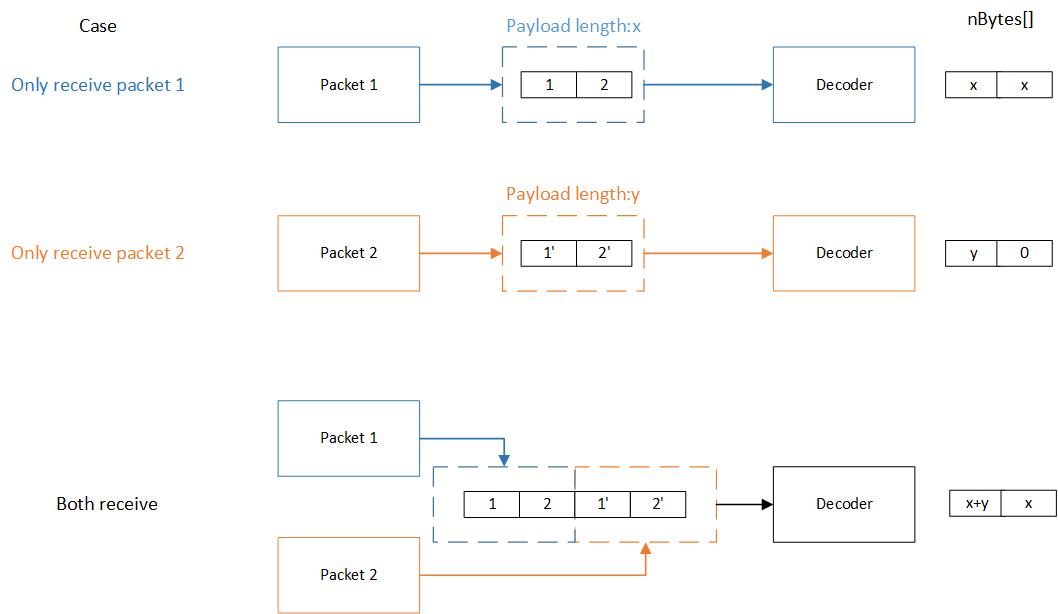 Case
Payload length:x
nBytes[]
Only receive packet 1
Packet 1
1 2
Decoder
x x
Payload length:y
Only receive packet 2
Packet 2
1' 2'
Decoder
y 0
Packet 1
Both receive
1 2 1' 2'
Decoder
x+y x
Packet 2